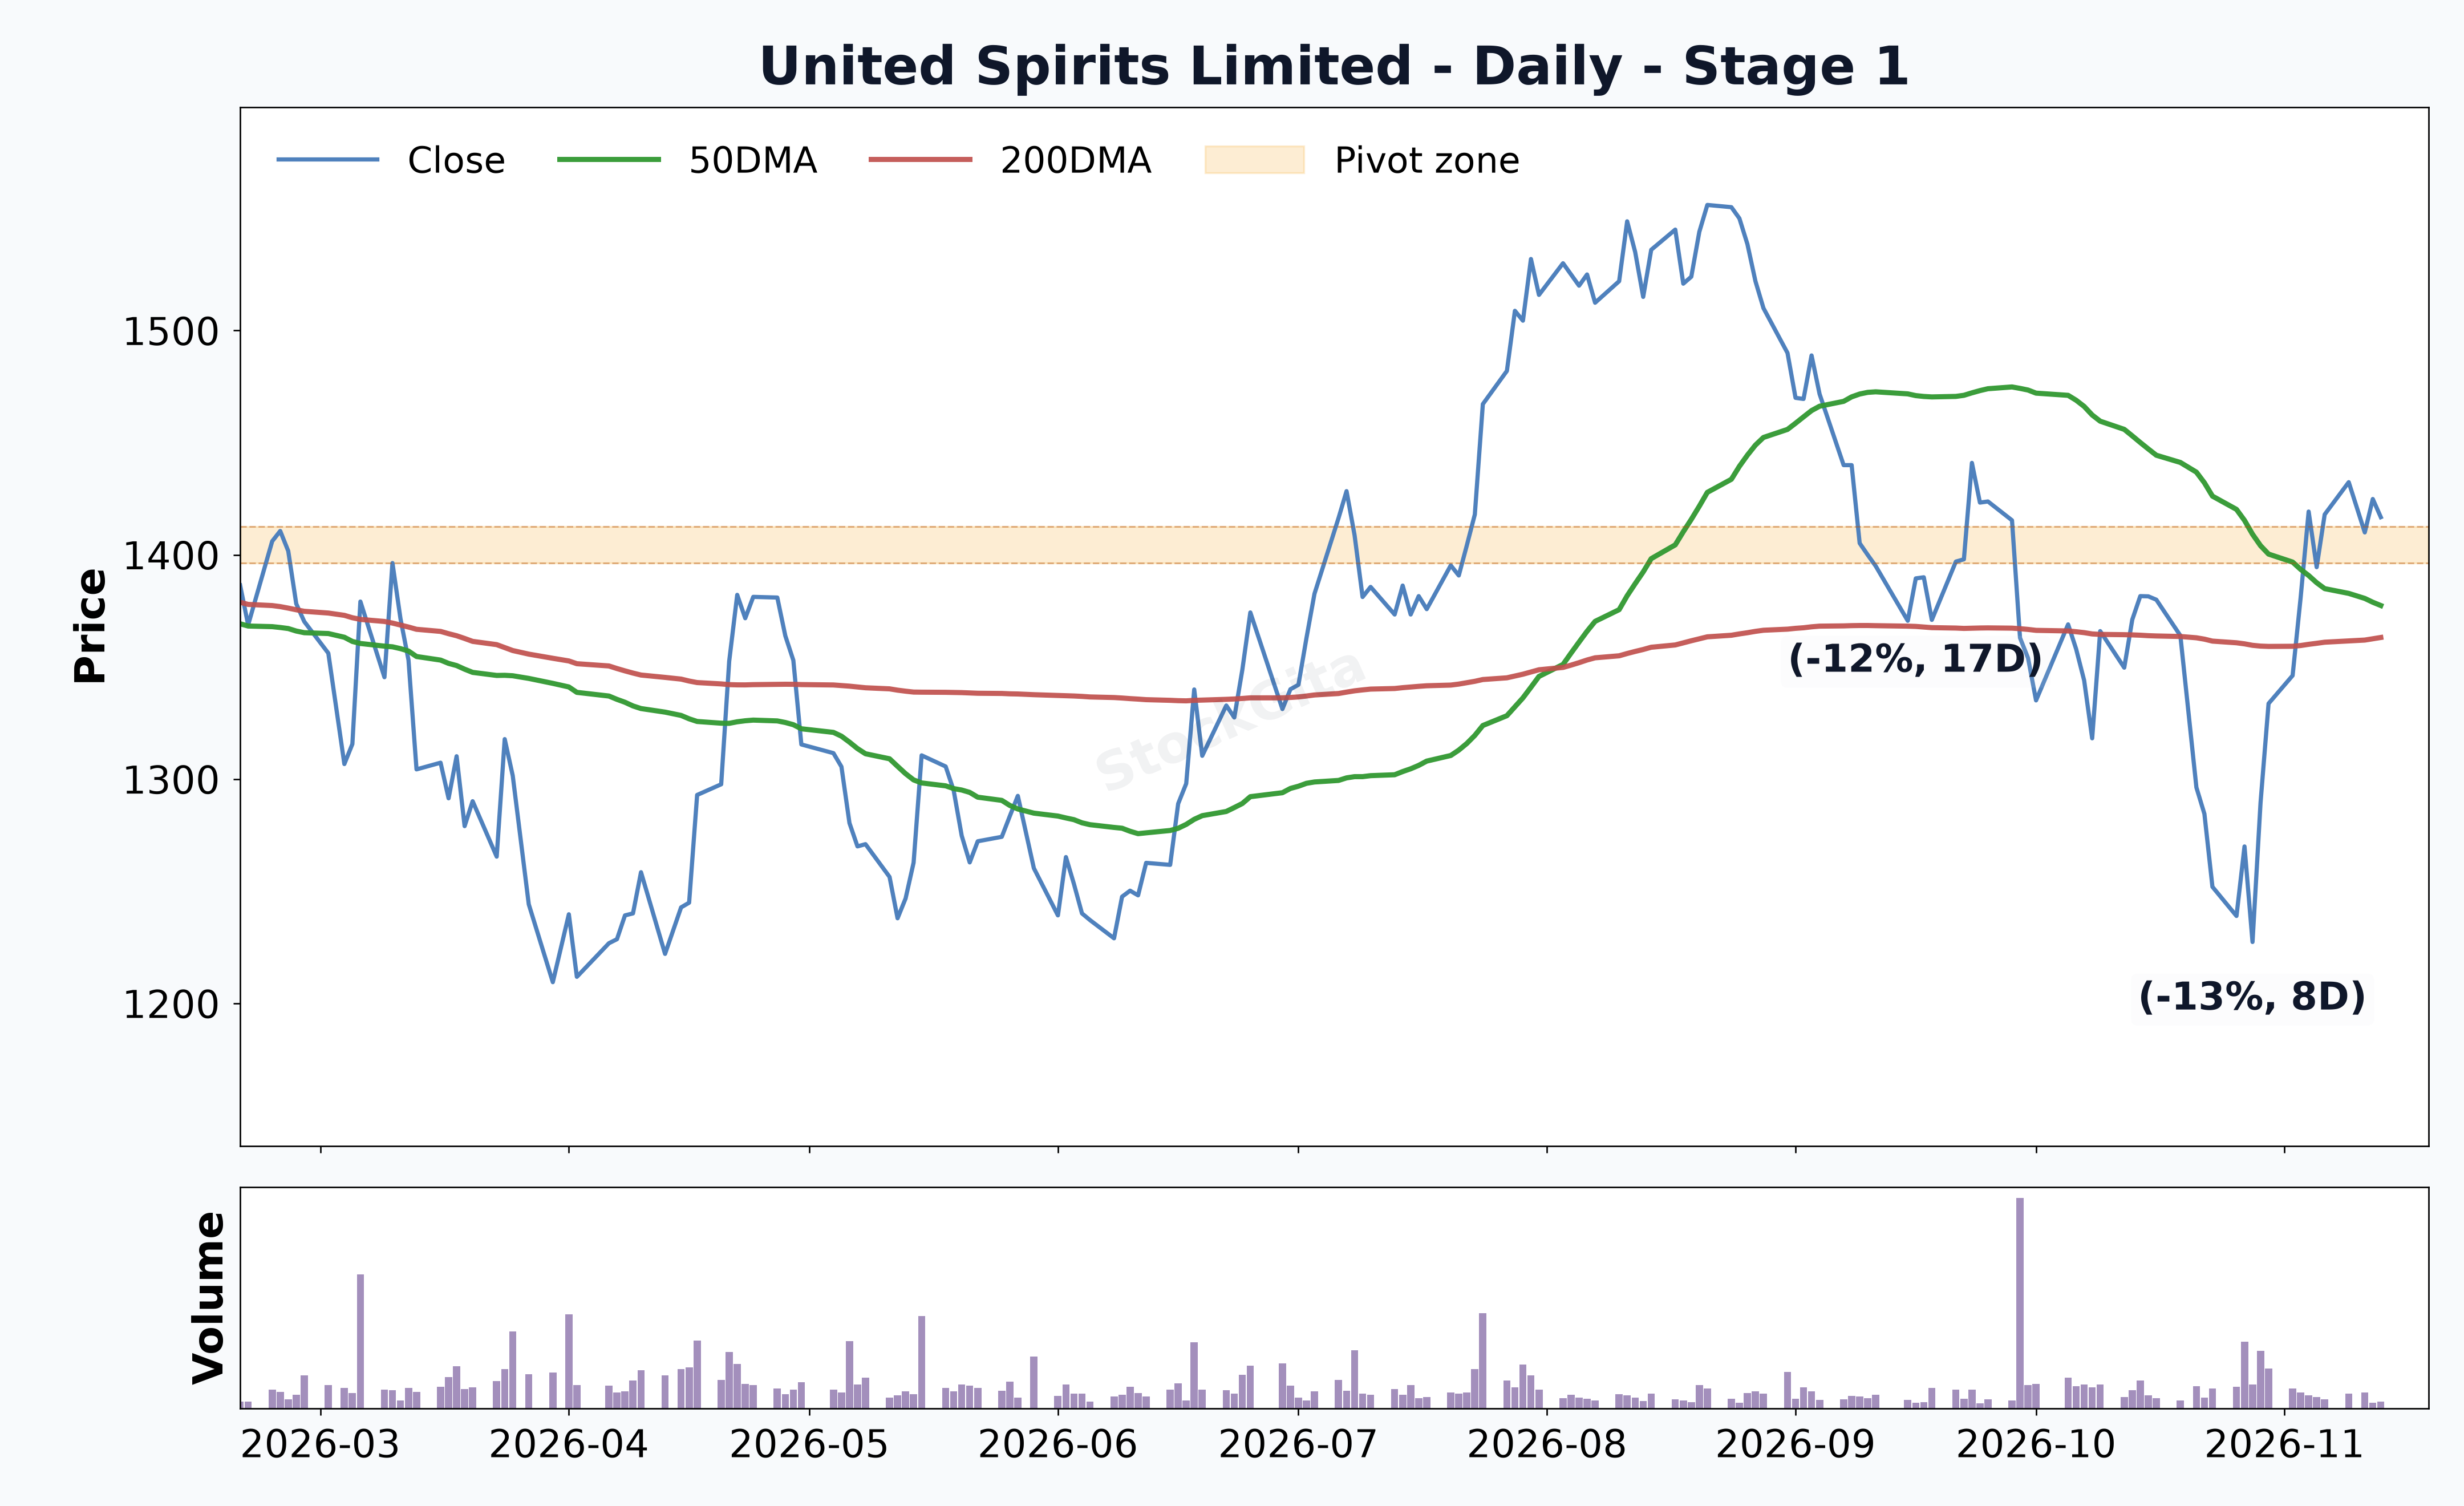 United Spirits Limited - Daily - Stage 1
Close 50DMA 200DMA Pivot zone
Price
1500
1400
1300
1200
StockGita
(-12%, 17D)
(-13%, 8D)
Volume
2026-03 2026-04 2026-05 2026-06 2026-07 2026-08 2026-09 2026-10 2026-11